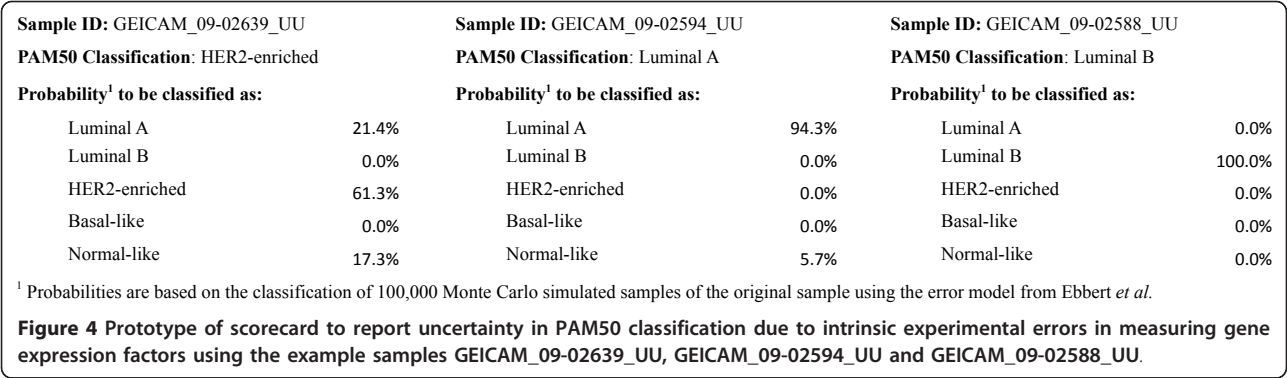 Sample ID: GEICAM_09-02639_UU
PAM50 Classification: HER2-enriched
Probability1 to be classified as:
Luminal A 21.4%
Luminal B 0.0%
HER2-enriched 61.3%
Basal-like 0.0%
Normal-like 17.3%
Sample ID: GEICAM_09-02594_UU
PAM50 Classification: Luminal A
Probability1 to be classified as:
Luminal A 94.3%
Luminal B 0.0%
HER2-enriched 0.0%
Basal-like 0.0%
Normal-like 5.7%
Sample ID: GEICAM_09-02588_UU
PAM50 Classification: Luminal B
Probability1 to be classified as:
Luminal A 0.0%
Luminal B 100.0%
HER2-enriched 0.0%
Basal-like 0.0%
Normal-like 0.0%
1 Probabilities are based on the classification of 100,000 Monte Carlo simulated samples of the original sample using the error model from Ebbert et al.
Figure 4 Prototype of scorecard to report uncertainty in PAM50 classification due to intrinsic experimental errors in measuring gene
expression factors using the example samples GEICAM_09-02639_UU, GEICAM_09-02594_UU and GEICAM_09-02588_UU.